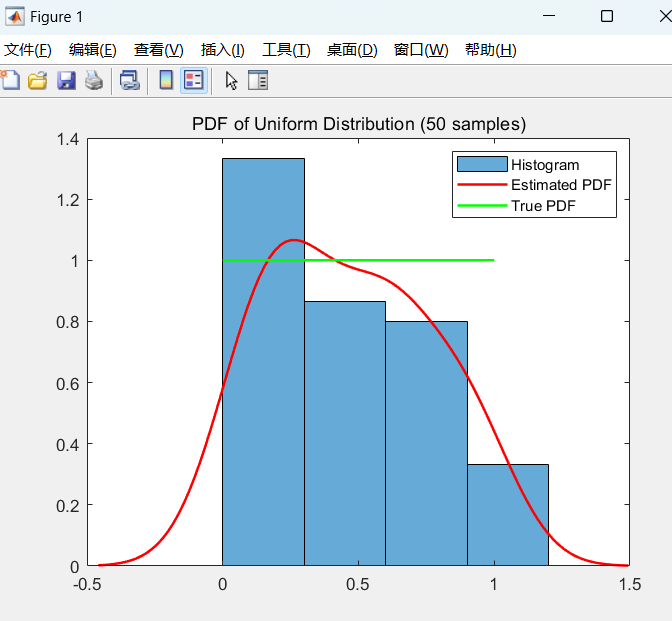 Figure 1
文件(F) 编辑(E) 查看(V) 插入(I) 工具(T) 桌面(D) 窗口(W) 帮助(H)
PDF of Uniform Distribution (50 samples)
1.4
1.2
1
0.8
0.6
0.4
0.2
0
-0.5 0 0.5 1 1.5
Histogram
Estimated PDF
True PDF